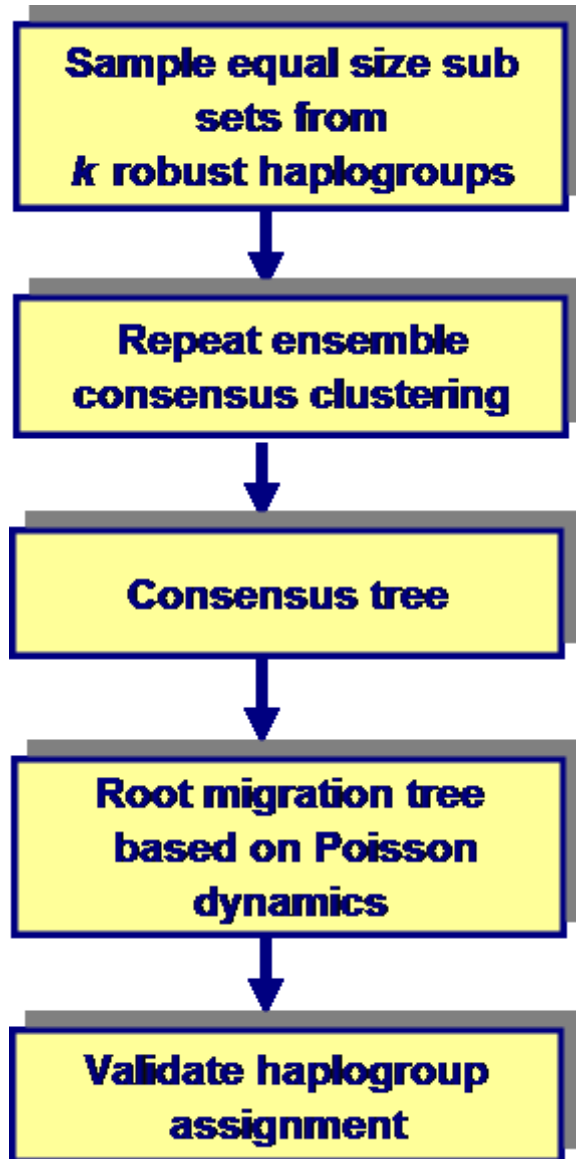 Sample equal size sub
sets from
k robust haplogroups
Repeat ensemble
consensus clustering
Consensus tree
Root migration tree
based on Poisson
dynamics
Validate haplogroup
assignment